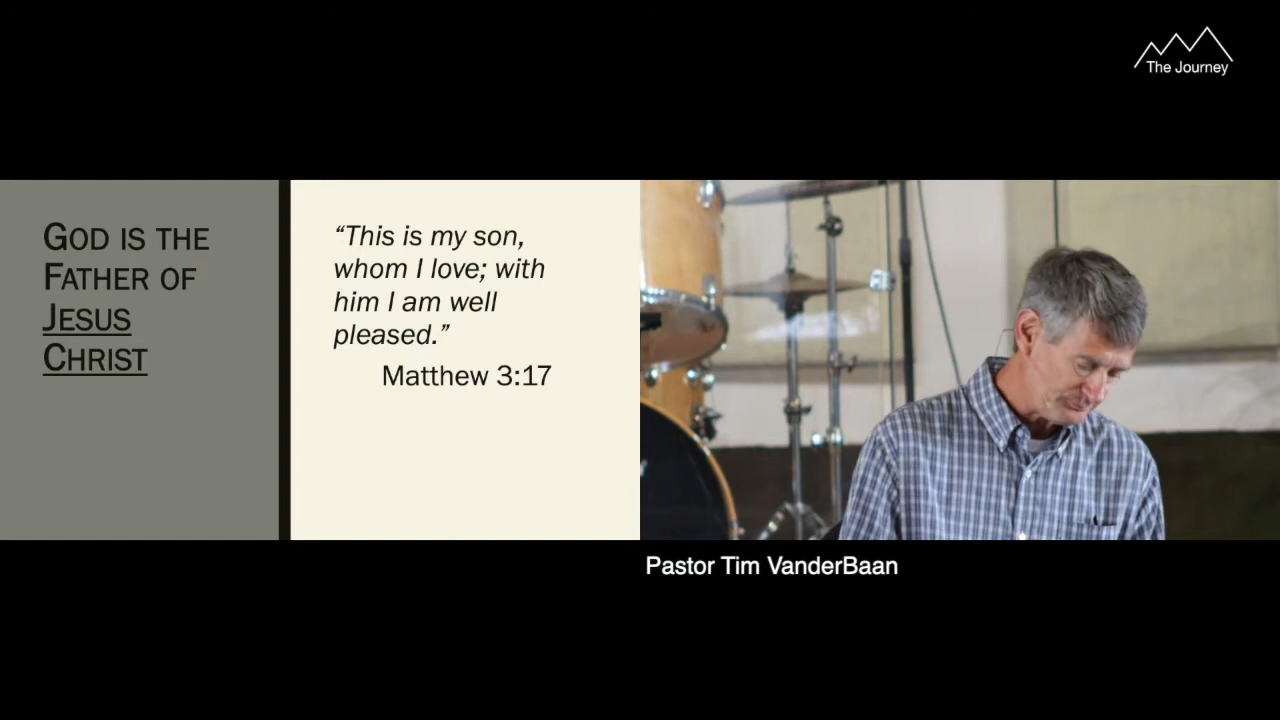 The Journey
GOD IS THE
FATHER OF
JESUS
CHRIST
“This is my son,
whom I love; with
him I am well
pleased.”
Matthew 3:17
Pastor Tim VanderBaan